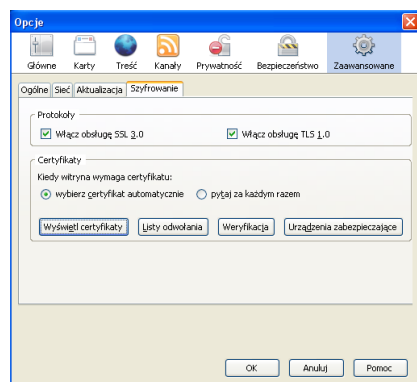 Opcje
Główne Karty Treść Kanały Prywatność Bezpieczeństwo Zaawansowane
Ogólne Sieć Aktualizacja Szyfrowanie
Protokoły
Włącz obsługę SSL 3.0 Włącz obsługę TLS 1.0
Certyfikaty
Kiedy witryna wymaga certyfikatu:
wybierz certyfikat automatycznie pytaj za każdym razem
Wyświetl certyfikaty Listy odwołania Weryfikacja Urządzenia zabezpieczające
OK Anuluj Pomoc